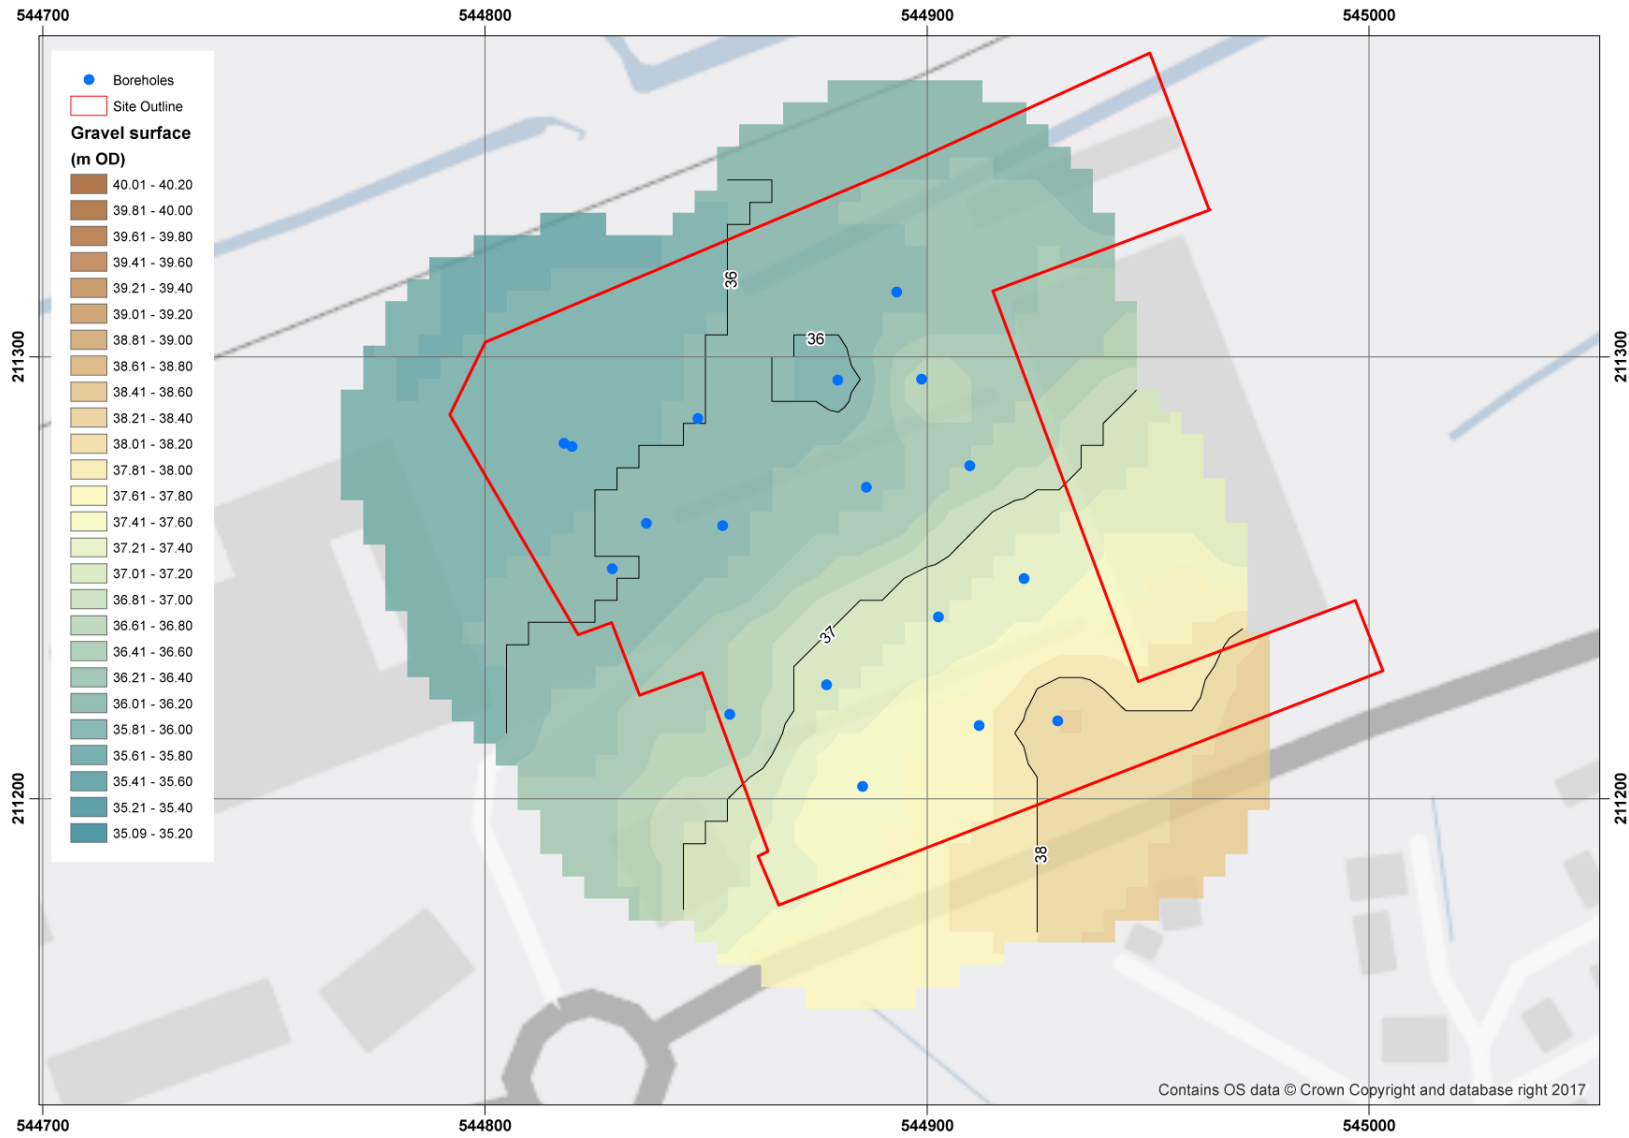 544700 544800 544900 545000
Boreholes
Site Outline
Gravel surface
(m OD)
40.01 - 40.20
39.81 - 40.00
39.61 - 39.80
39.41 - 39.60
39.21 - 39.40
39.01 - 39.20
38.81 - 39.00
38.61 - 38.80
38.41 - 38.60
38.21 - 38.40
38.01 - 38.20
37.81 - 38.00
37.61 - 37.80
37.41 - 37.60
37.21 - 37.40
37.01 - 37.20
36.81 - 37.00
36.61 - 36.80
36.41 - 36.60
36.21 - 36.40
36.01 - 36.20
35.81 - 36.00
35.61 - 35.80
35.41 - 35.60
35.21 - 35.40
35.09 - 35.20
36
36
37
38
211300
211300
211200
211200
Contains OS data © Crown Copyright and database right 2017
544700 544800 544900 545000